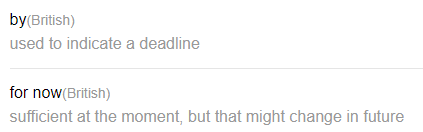 by(British)
used to indicate a deadline
for now(British)
sufficient at the moment, but that might change in future